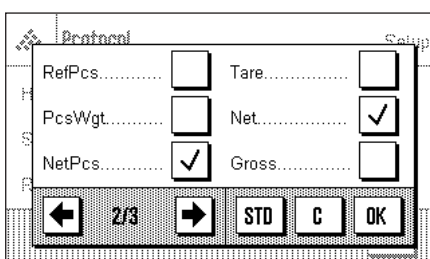 Protocol Setup
RefPcs............ Tare................
PcsWgt........... Net.................
NetPcs............ Gross.............
2/3 STD C OK